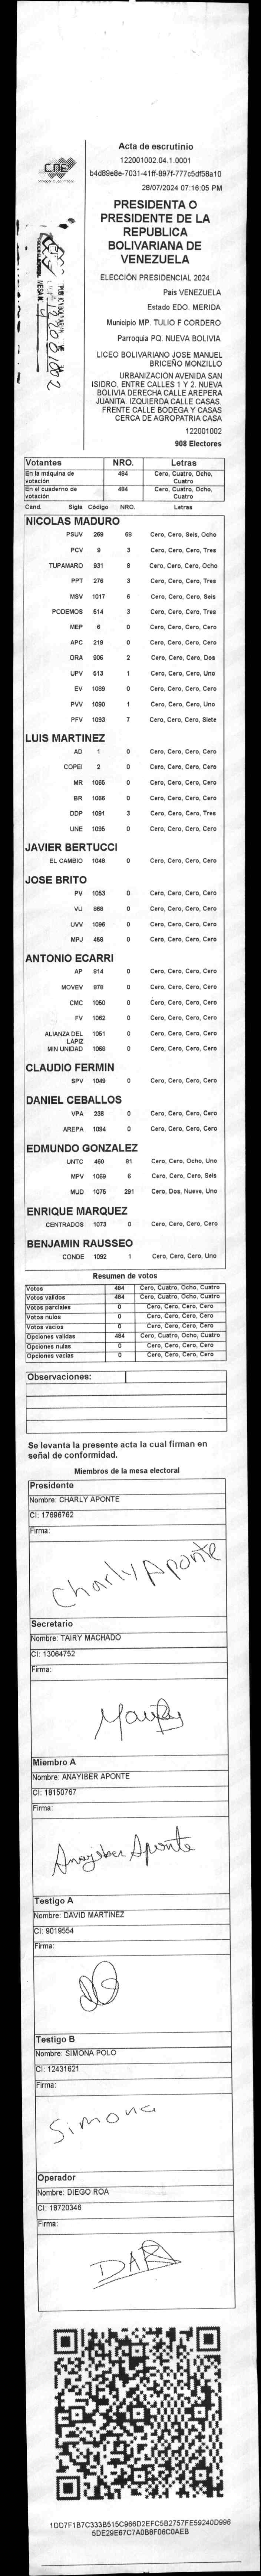 CNE
Acta de escrutinio
122001002.04.1.0001
b4d89e8e-7031-41ff-897f-777c5df58a10
28/07/2024 07:16:05 PM
PRESIDENTA O
PRESIDENTE DE LA
REPUBLICA
BOLIVARIANA DE
VENEZUELA
ELECCIÓN PRESIDENCIAL 2024
País VENEZUELA
Estado EDO. MERIDA
Municipio MP. TULIO F CORDERO
Parroquia PQ. NUEVA BOLIVIA
LICEO BOLIVARIANO JOSE MANUEL
BRICEÑO MONZILLO
URBANIZACION AVENIDA SAN
ISIDRO. ENTRE CALLES 1 Y 2. NUEVA
BOLIVIA DERECHA CALLE AREPERA
JUANITA. IZQUIERDA CALLE CASAS.
FRENTE CALLE BODEGA Y CASAS
CERCA DE AGROPATRIA CASA
122001002
908 Electores
Votantes NRO. Letras
En la máquina de votación 484 Cero, Cuatro, Ocho, Cuatro
En el cuaderno de votación 484 Cero, Cuatro, Ocho, Cuatro
Cand. Sigla Código NRO. Letras
NICOLAS MADURO
PSUV 289 68 Cero, Cero, Seis, Ocho
PCV 9 3 Cero, Cero, Cero, Tres
TUPAMARO 931 8 Cero, Cero, Cero, Ocho
PPT 276 3 Cero, Cero, Cero, Tres
MSV 1017 6 Cero, Cero, Cero, Seis
PODEMOS 614 3 Cero, Cero, Cero, Tres
MEP 6 0 Cero, Cero, Cero, Cero
APC 219 0 Cero, Cero, Cero, Cero
ORA 906 2 Cero, Cero, Cero, Dos
UPV 513 1 Cero, Cero, Cero, Uno
EV 1089 0 Cero, Cero, Cero, Cero
PVV 1090 1 Cero, Cero, Cero, Uno
PFV 1093 7 Cero, Cero, Cero, Siete
LUIS MARTINEZ
AD 1 0 Cero, Cero, Cero, Cero
COPEI 2 0 Cero, Cero, Cero, Cero
MR 1065 0 Cero, Cero, Cero, Cero
BR 1066 0 Cero, Cero, Cero, Cero
DDP 1091 3 Cero, Cero, Cero, Tres
UNE 1095 0 Cero, Cero, Cero, Cero
JAVIER BERTUCCI
EL CAMBIO 1048 0 Cero, Cero, Cero, Cero
JOSE BRITO
PV 1053 0 Cero, Cero, Cero, Cero
VU 868 0 Cero, Cero, Cero, Cero
UVV 1096 0 Cero, Cero, Cero, Cero
MPJ 459 0 Cero, Cero, Cero, Cero
ANTONIO ECARRI
AP 814 0 Cero, Cero, Cero, Cero
MOVEV 878 0 Cero, Cero, Cero, Cero
CMC 1050 0 Cero, Cero, Cero, Cero
FV 1062 0 Cero, Cero, Cero, Cero
ALIANZA DEL LAPIZ 1051 0 Cero, Cero, Cero, Cero
MIN UNIDAD 1068 0 Cero, Cero, Cero, Cero
CLAUDIO FERMIN
SPV 1049 0 Cero, Cero, Cero, Cero
DANIEL CEBALLOS
VPA 236 0 Cero, Cero, Cero, Cero
AREPA 1094 0 Cero, Cero, Cero, Cero
EDMUNDO GONZALEZ
UNTC 460 81 Cero, Cero, Ocho, Uno
MPV 1069 6 Cero, Cero, Cero, Seis
MUD 1075 291 Cero, Dos, Nueve, Uno
ENRIQUE MARQUEZ
CENTRADOS 1073 0 Cero, Cero, Cero, Cero
BENJAMIN RAUSSEO
CONDE 1092 1 Cero, Cero, Cero, Uno
Resumen de votos
Votos 484 Cero, Cuatro, Ocho, Cuatro
Votos validos 484 Cero, Cuatro, Ocho, Cuatro
Votos parciales 0 Cero, Cero, Cero, Cero
Votos nulos 0 Cero, Cero, Cero, Cero
Votos vacios 0 Cero, Cero, Cero, Cero
Opciones validas 484 Cero, Cuatro, Ocho, Cuatro
Opciones nulas 0 Cero, Cero, Cero, Cero
Opciones vacias 0 Cero, Cero, Cero, Cero
Observaciones:
Se levanta la presente acta la cual firman en
señal de conformidad.
Miembros de la mesa electoral
Presidente
Nombre: CHARLY APONTE
CI: 17696762
Firma:
Charly Aponte
Secretario
Nombre: TAIRY MACHADO
CI: 13064752
Firma:
Miembro A
Nombre: ANAYIBER APONTE
CI: 18150767
Firma:
Anayiber Aponte
Testigo A
Nombre: DAVID MARTINEZ
CI: 9019554
Firma:
Testigo B
Nombre: SIMONA POLO
CI: 12431621
Firma:
Simona
Operador
Nombre: DIEGO ROA
CI: 18720346
Firma:
DAR
1DD7F1B7C333B515C966D2EFC5B2757FE59240D996
5DE29E67C7A0B8F06C0AEB